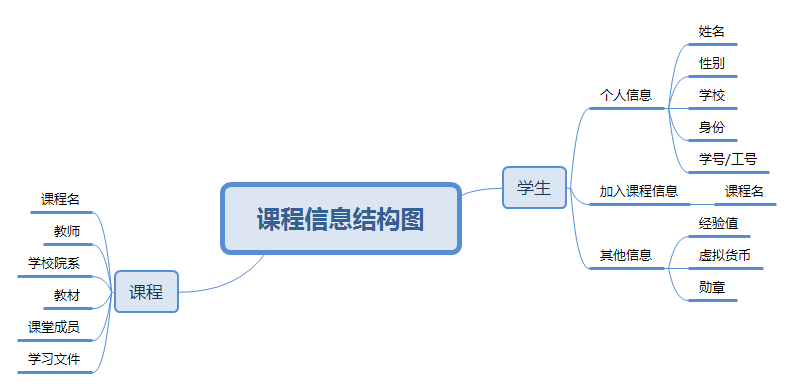 课程信息结构图
学生
个人信息
姓名
性别
学校
身份
学号/工号
加入课程信息
课程名
其他信息
经验值
虚拟货币
勋章
课程
课程名
教师
学校院系
教材
课堂成员
学习文件